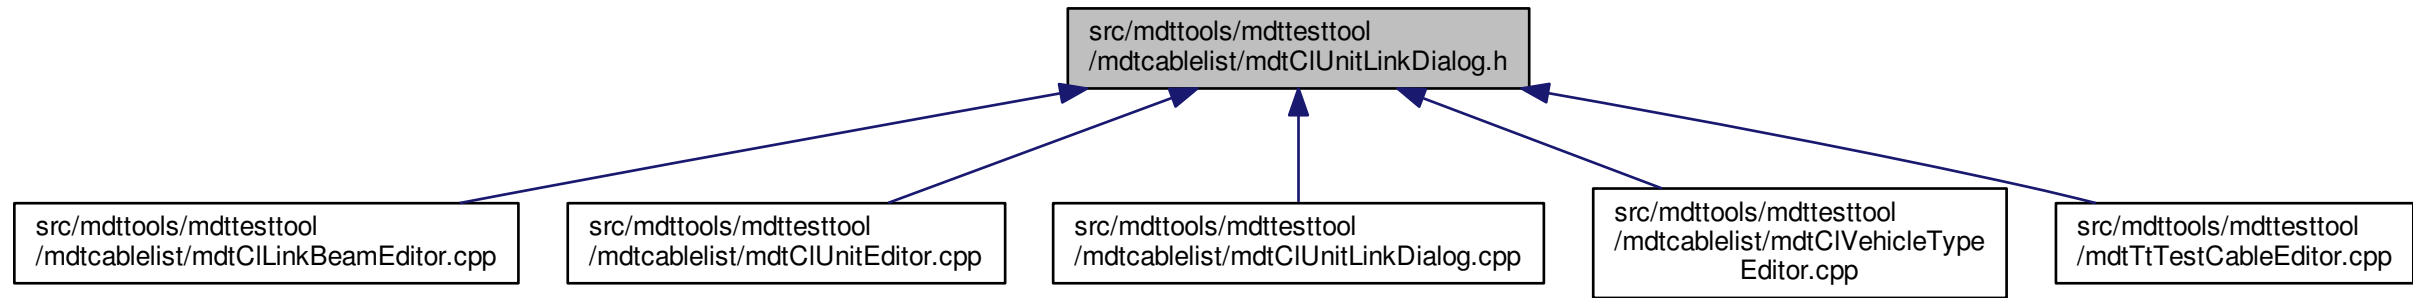 src/mdttools/mdttesttool
/mdtcablelist/mdtClUnitLinkDialog.h
src/mdttools/mdttesttool
/mdtcablelist/mdtClLinkBeamEditor.cpp
src/mdttools/mdttesttool
/mdtcablelist/mdtClUnitEditor.cpp
src/mdttools/mdttesttool
/mdtcablelist/mdtClUnitLinkDialog.cpp
src/mdttools/mdttesttool
/mdtcablelist/mdtClVehicleType
Editor.cpp
src/mdttools/mdttesttool
/mdtTtTestCableEditor.cpp